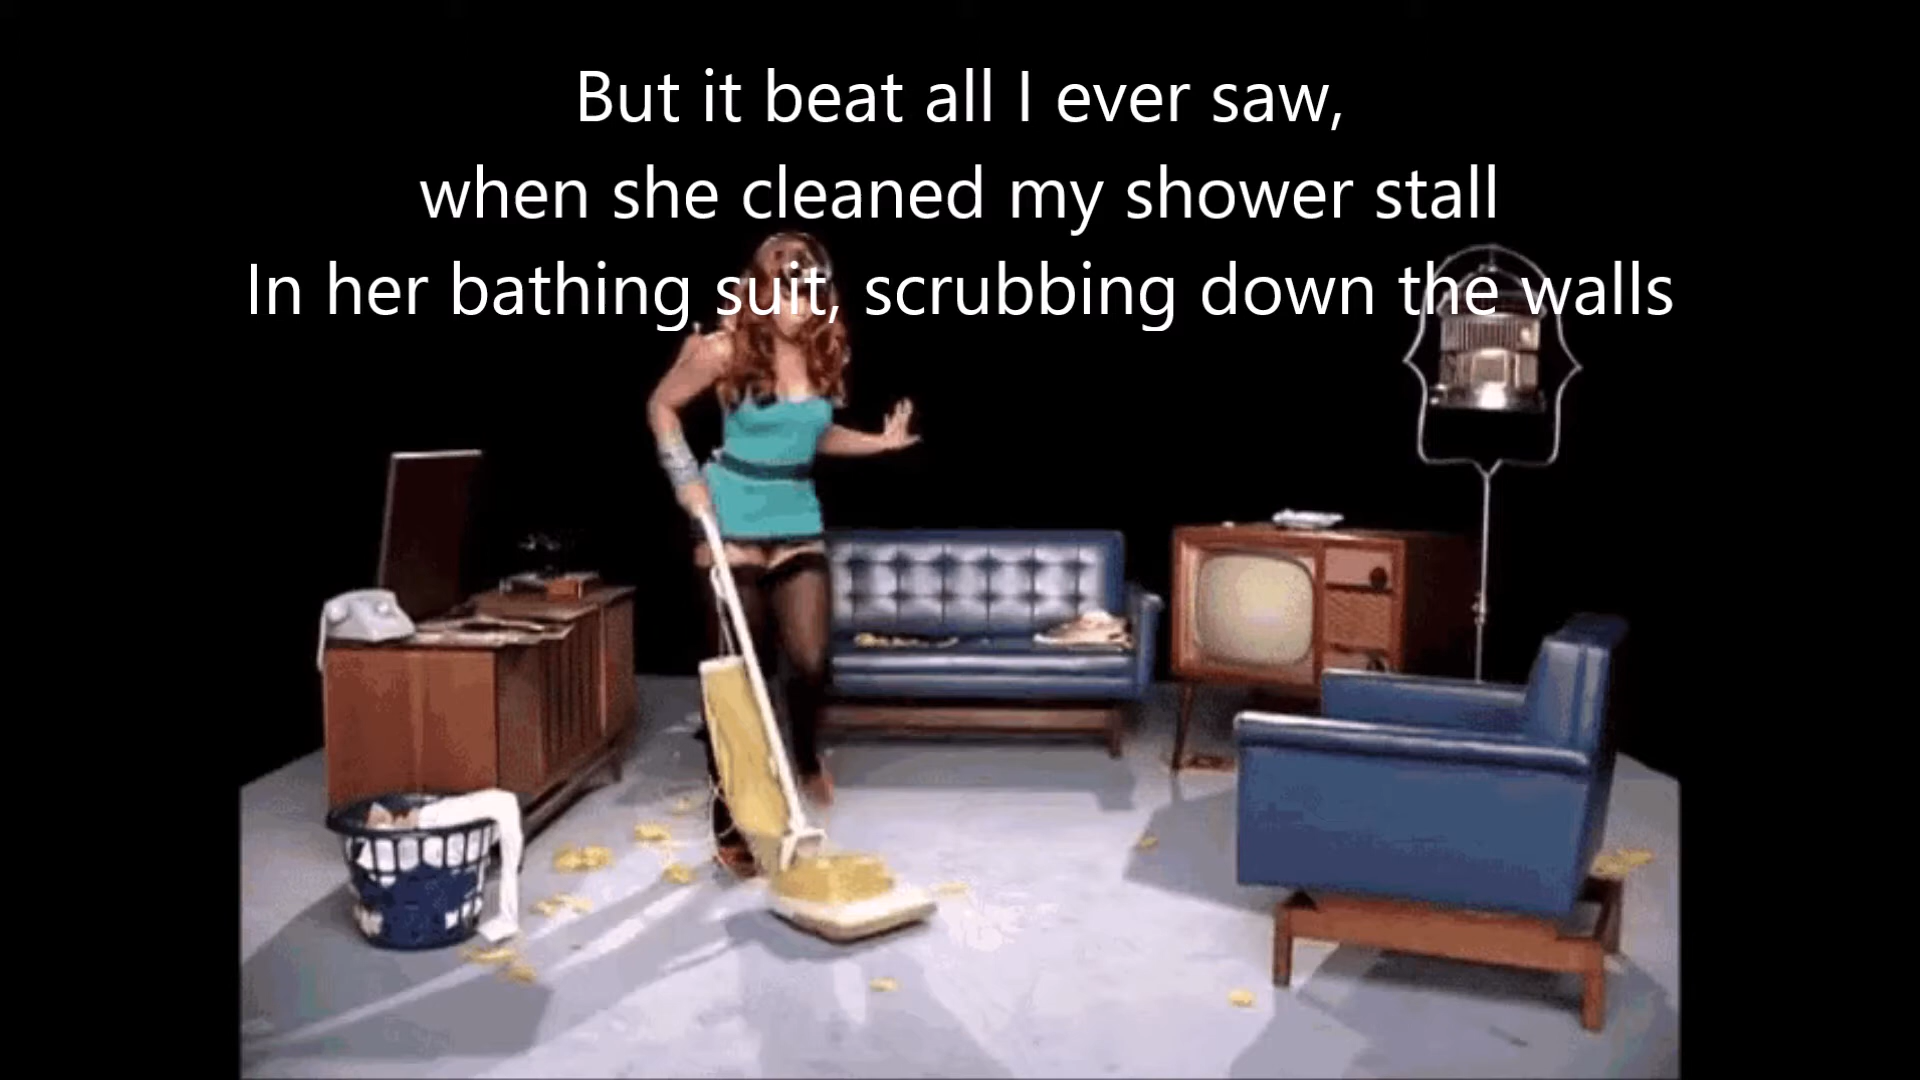 But it beat all I ever saw,
when she cleaned my shower stall
In her bathing suit, scrubbing down the walls